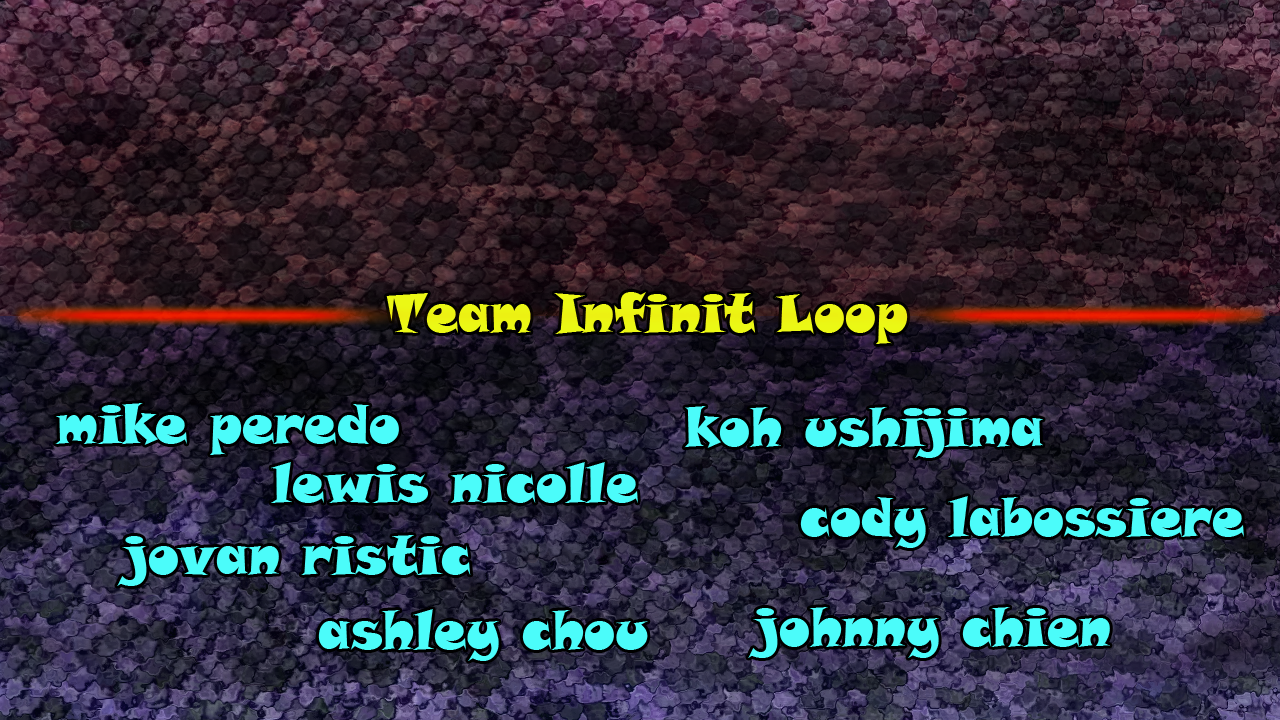 Team Infinit Loop
mike peredo
koh ushijima
lewis nicolle
cody labossiere
jovan ristic
ashley chou
johnny chien